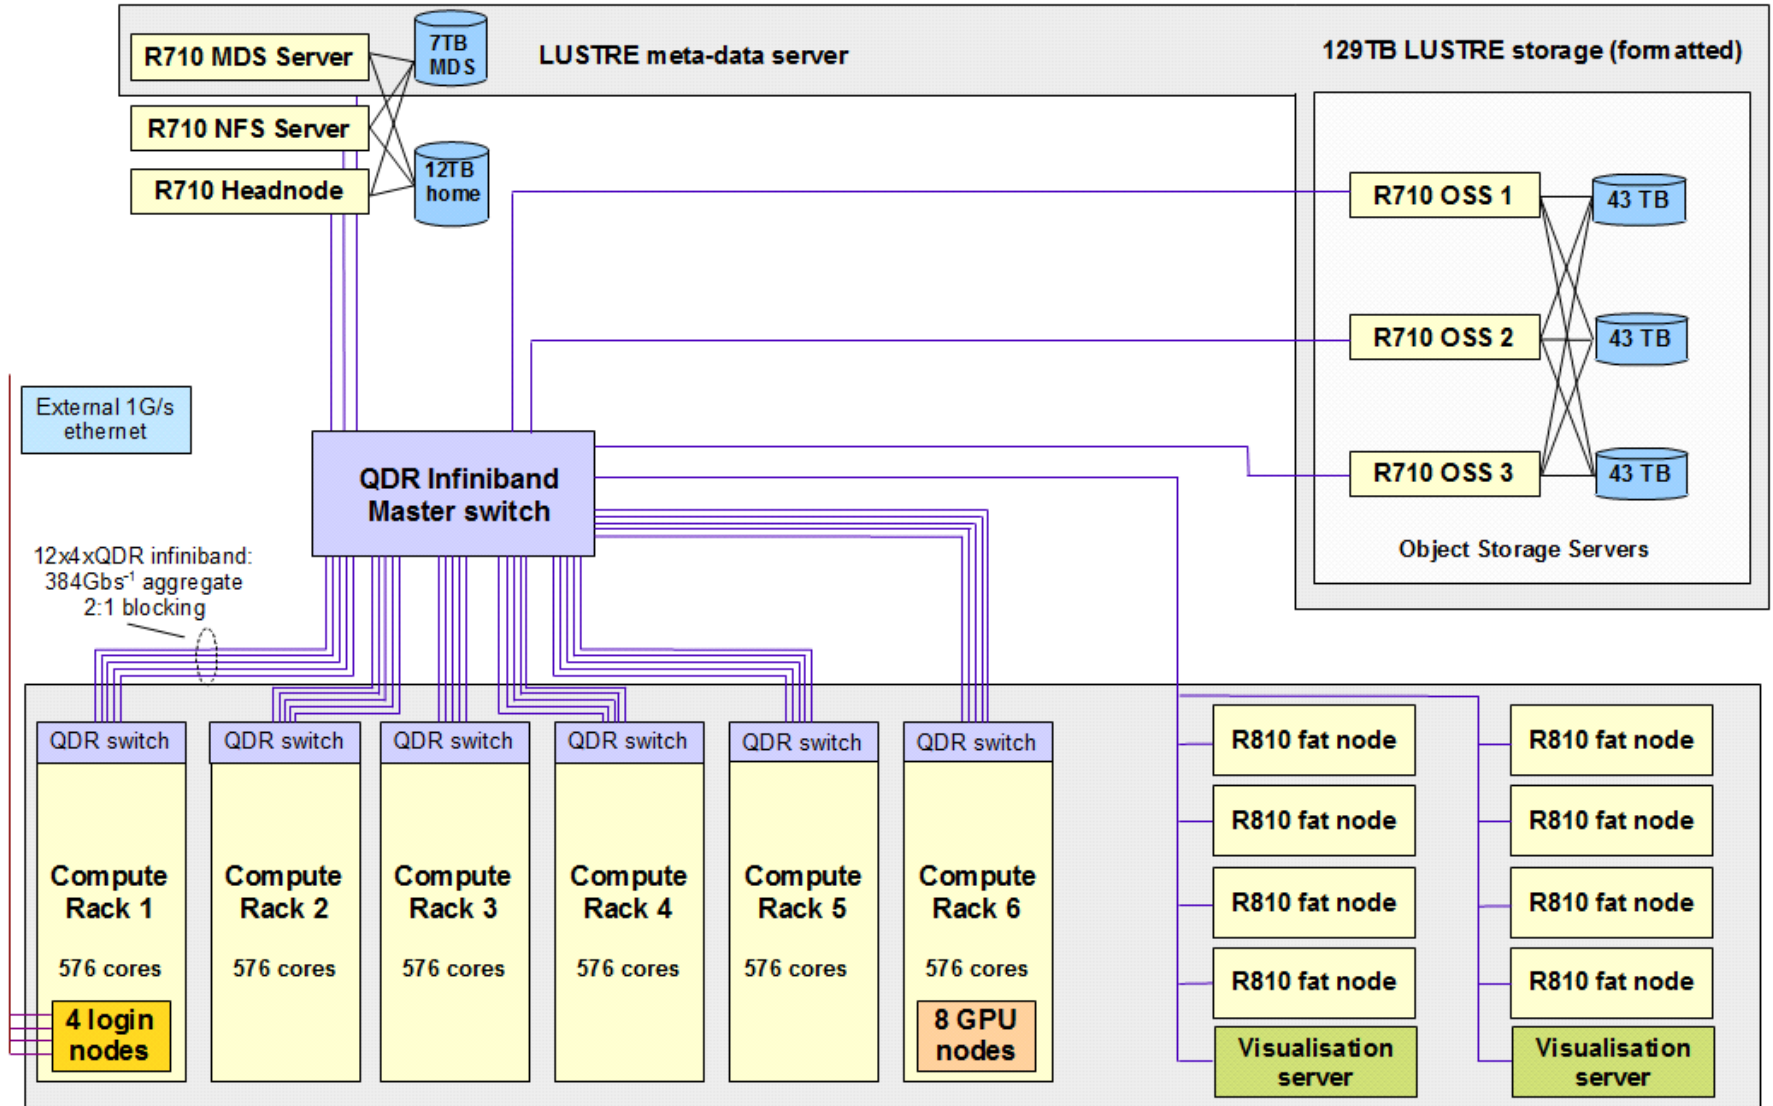 R710 MDS Server
7TB
MDS
LUSTRE meta-data server
129TB LUSTRE storage (formatted)
R710 NFS Server
R710 Headnode
12TB
home
R710 OSS 1
43 TB
R710 OSS 2
43 TB
R710 OSS 3
43 TB
Object Storage Servers
External 1G/s
ethernet
QDR Infiniband
Master switch
12x4xQDR infiniband:
384Gbs⁻¹ aggregate
2:1 blocking
QDR switch
QDR switch
QDR switch
QDR switch
QDR switch
QDR switch
Compute
Rack 1
576 cores
4 login
nodes
Compute
Rack 2
576 cores
Compute
Rack 3
576 cores
Compute
Rack 4
576 cores
Compute
Rack 5
576 cores
Compute
Rack 6
576 cores
8 GPU
nodes
R810 fat node
R810 fat node
R810 fat node
R810 fat node
Visualisation
server
R810 fat node
R810 fat node
R810 fat node
R810 fat node
Visualisation
server